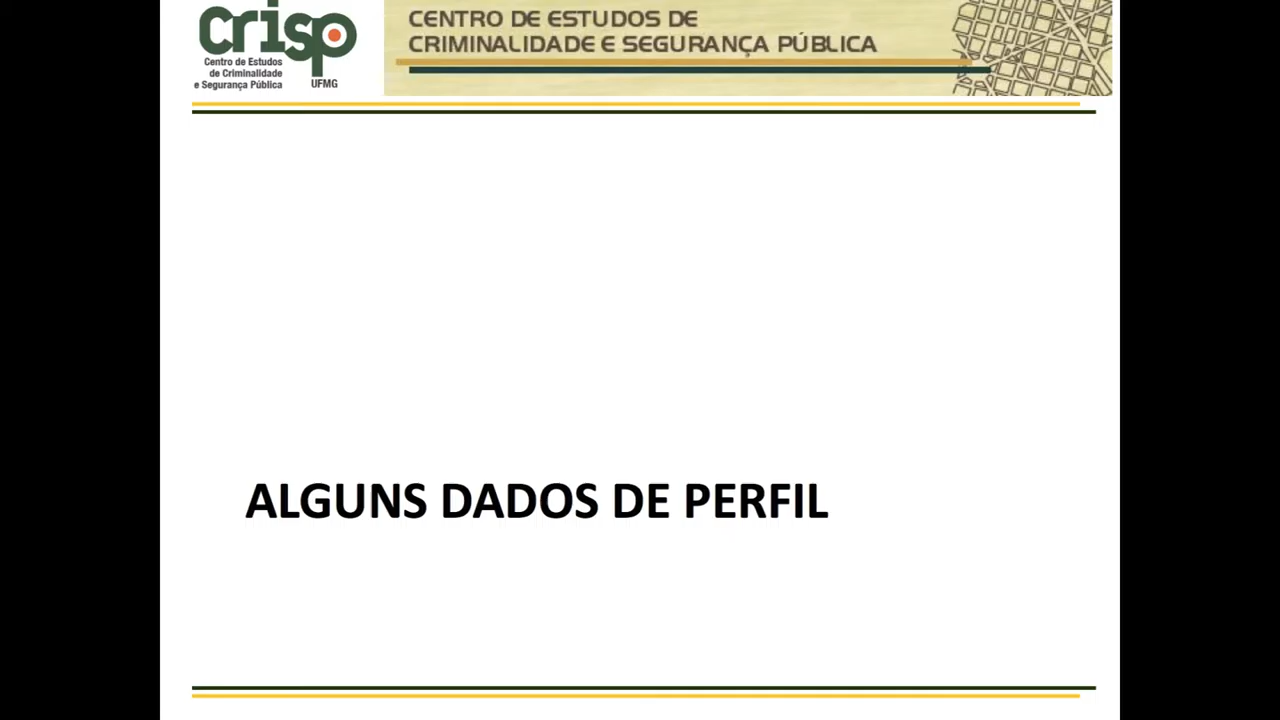 crisp
Centro de Estudos
de Criminalidade
e Segurança Pública
UFMG
CENTRO DE ESTUDOS DE
CRIMINALIDADE E SEGURANÇA PÚBLICA
ALGUNS DADOS DE PERFIL